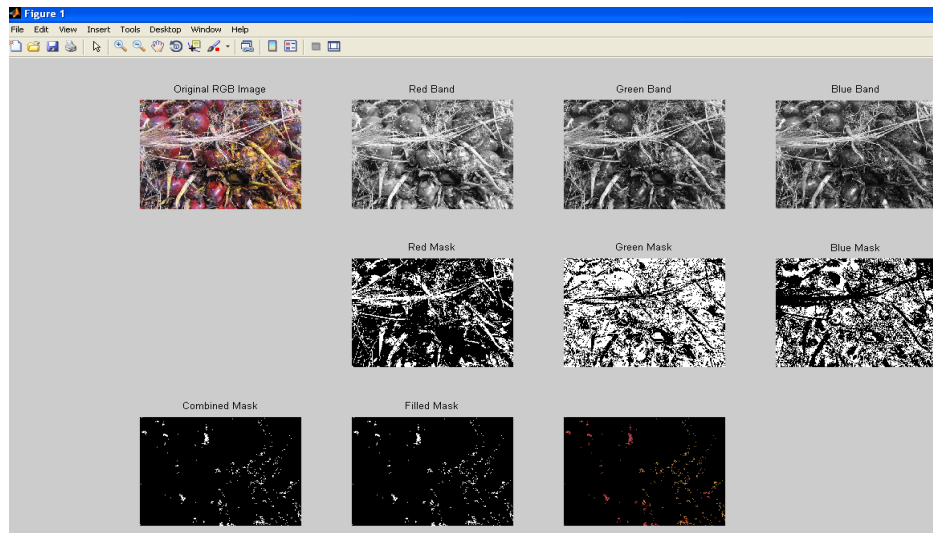 Figure 1
File Edit View Insert Tools Desktop Window Help
Original RGB Image Red Band Green Band Blue Band
Red Mask Green Mask Blue Mask
Combined Mask Filled Mask